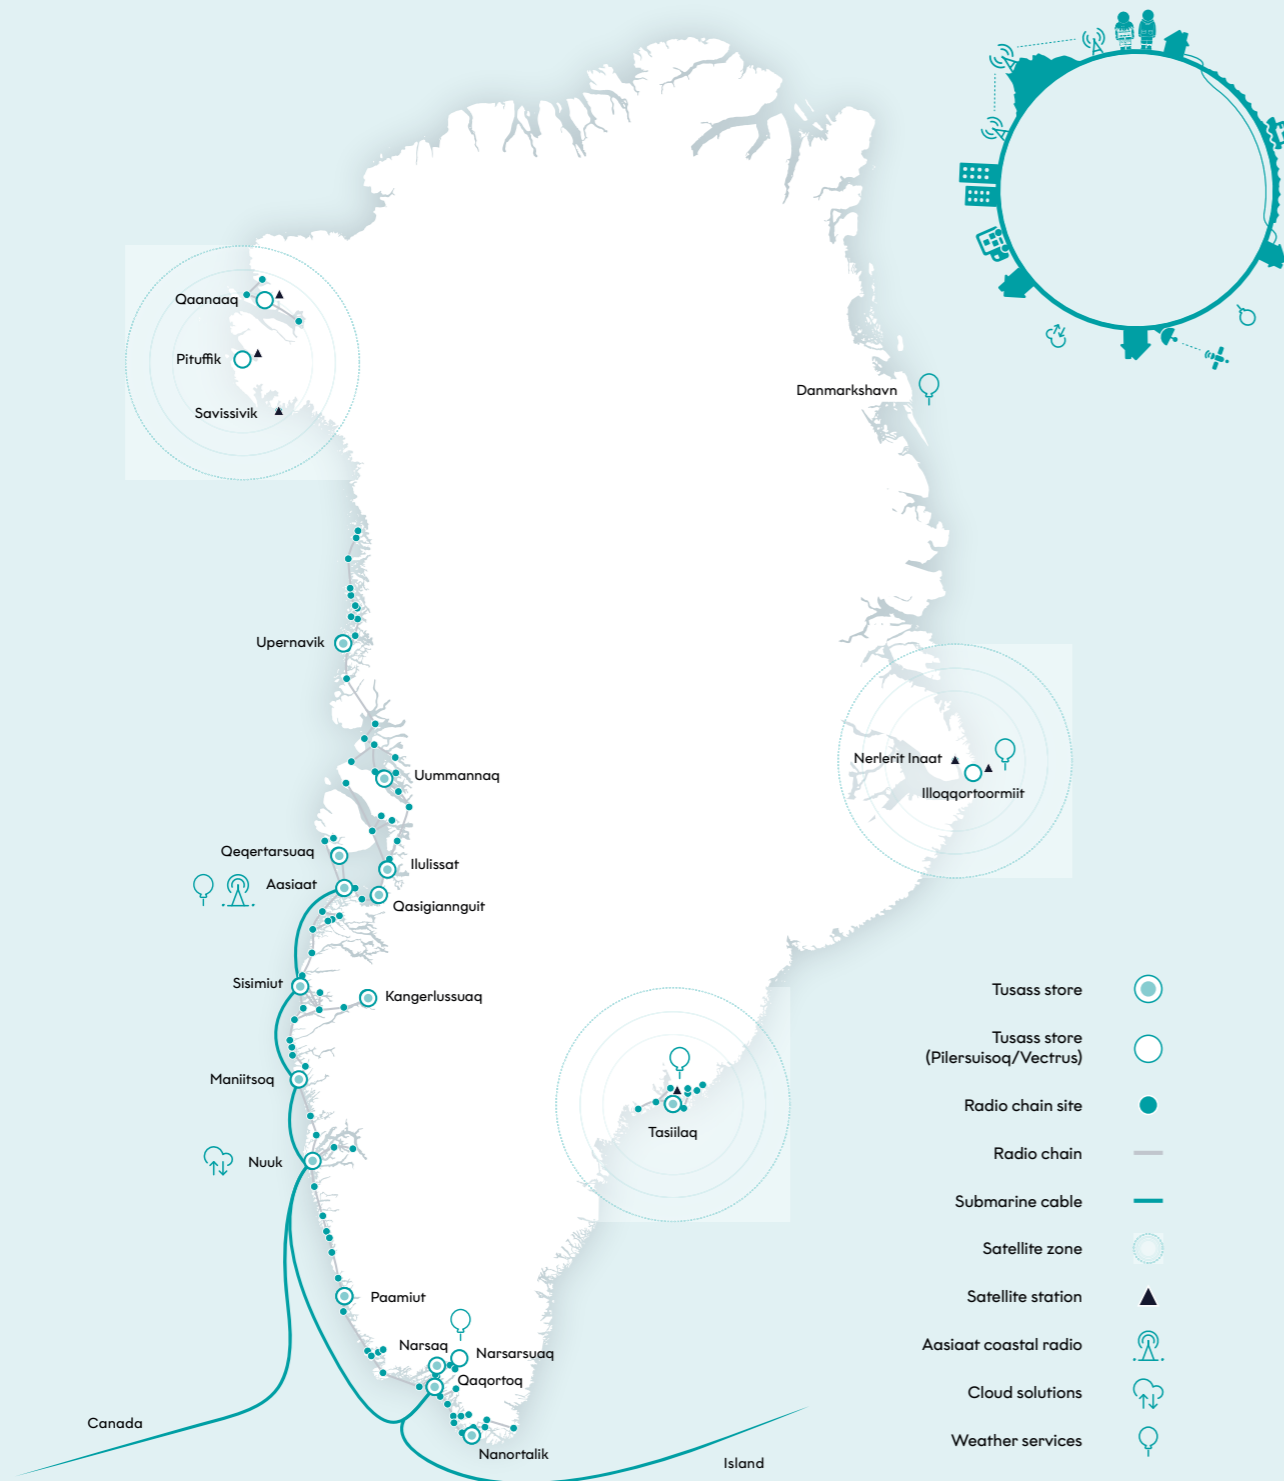 Qaanaaq
Pituffik
Savissivik
Danmarkshavn
Upernavik
Nerlerit Inaat
Illoqqortoormiit
Uummannaq
Qeqertarsuaq
Ilulissat
Aasiaat
Qasigiannguit
Sisimiut
Kangerlussuaq
Maniitsoq
Tasiilaq
Nuuk
Paamiut
Narsaq
Narsarsuaq
Qaqortoq
Canada
Nanortalik
Island
Tusass store
Tusass store
(Pilersuisoq/Vectrus)
Radio chain site
Radio chain
Submarine cable
Satellite zone
Satellite station
Aasiaat coastal radio
Cloud solutions
Weather services